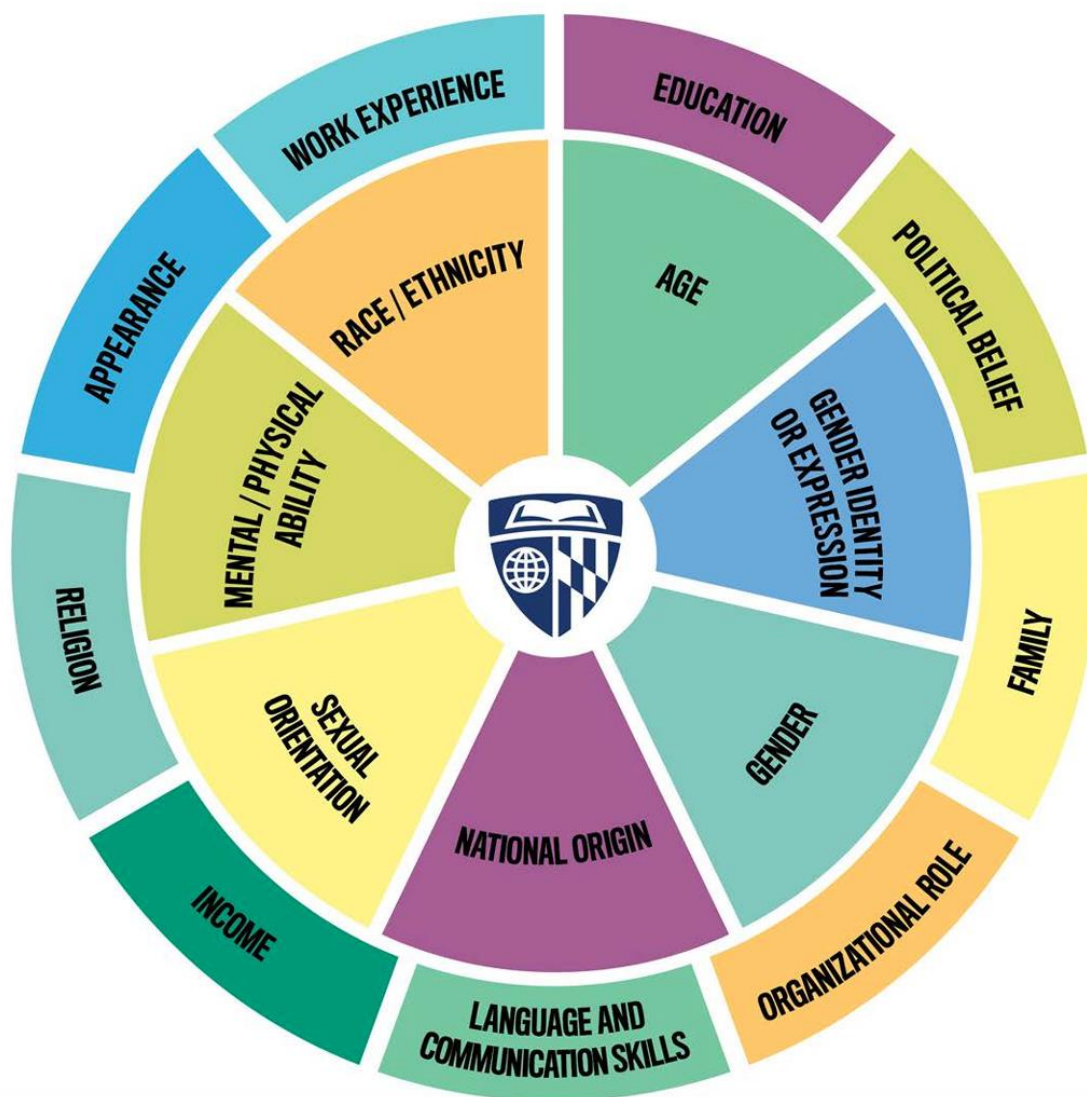 WORK EXPERIENCE
EDUCATION
POLITICAL BELIEF
FAMILY
ORGANIZATIONAL ROLE
LANGUAGE AND
COMMUNICATION SKILLS
INCOME
RELIGION
APPEARANCE
RACE / ETHNICITY
AGE
GENDER IDENTITY
OR EXPRESSION
GENDER
NATIONAL ORIGIN
SEXUAL
ORIENTATION
MENTAL / PHYSICAL
ABILITY